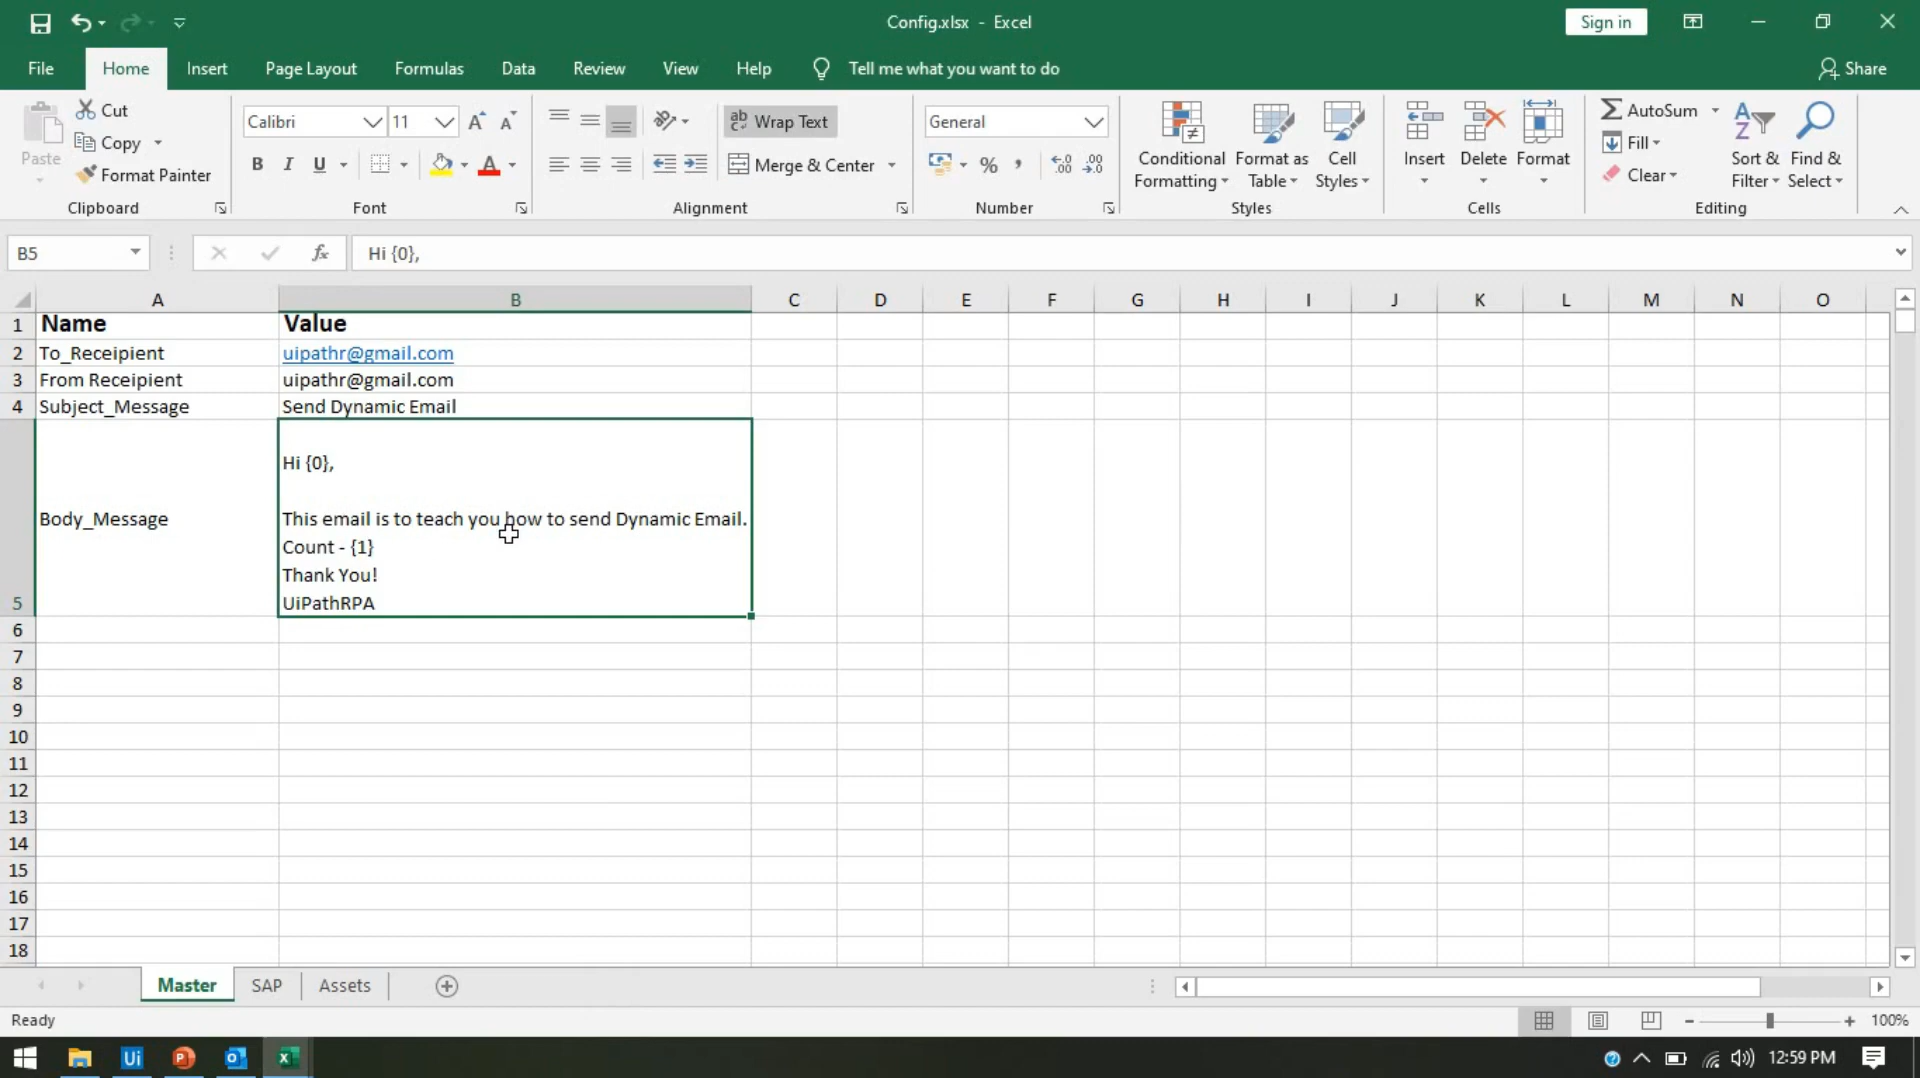 Config.xlsx - Excel
Sign in
File Home Insert Page Layout Formulas Data Review View Help Tell me what you want to do Share
Paste
Cut
Copy
Format Painter
Clipboard
Calibri 11 A A
B I U A
Font
ab Wrap Text
Merge & Center
Alignment
General
% ,
.00 .00
Number
Conditional Formatting
Format as Table
Cell Styles
Styles
Insert Delete Format
Cells
AutoSum
Fill
Clear
Sort & Filter
Find & Select
Editing
B5 fx Hi {0},
A B C D E F G H I J K L M N O
1 Name Value
2 To_Receipient uipathr@gmail.com
3 From Receipient uipathr@gmail.com
4 Subject_Message Send Dynamic Email
Hi {0},
Body_Message This email is to teach you how to send Dynamic Email.
Count - {1}
Thank You!
5 UiPathRPA
6
7
8
9
10
11
12
13
14
15
16
17
18
Master SAP Assets
Ready 100%
Ui 12:59 PM